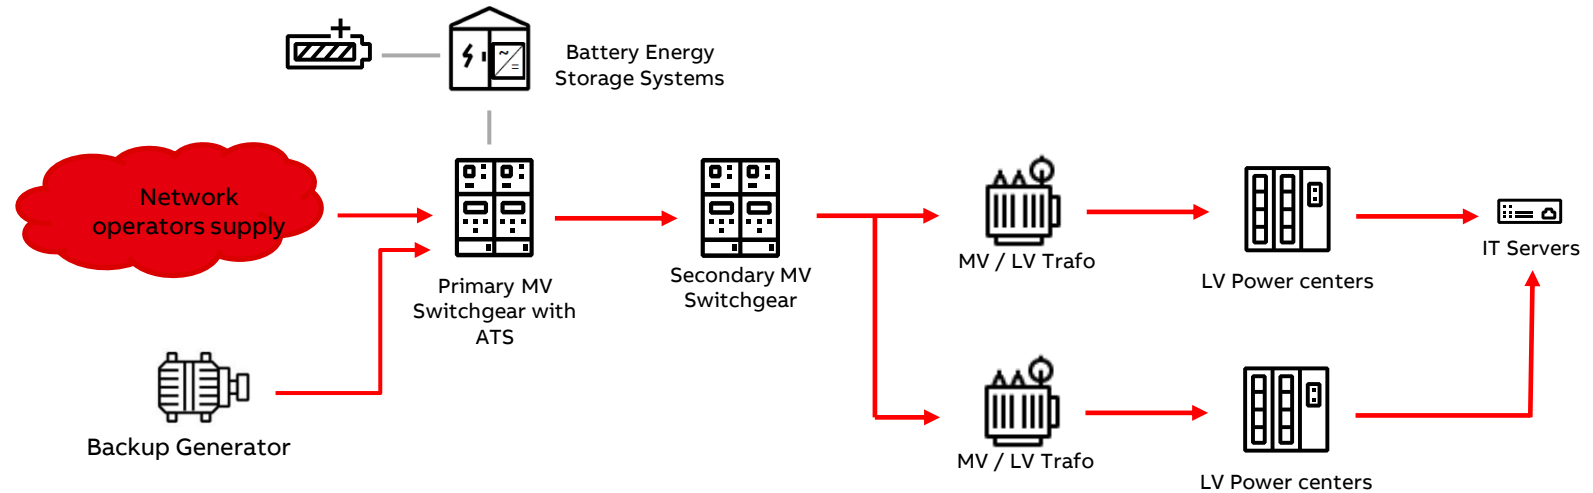 Battery Energy
Storage Systems
Network
operators supply
Primary MV
Switchgear with
ATS
Secondary MV
Switchgear
MV / LV Trafo
LV Power centers
IT Servers
Backup Generator
MV / LV Trafo
LV Power centers